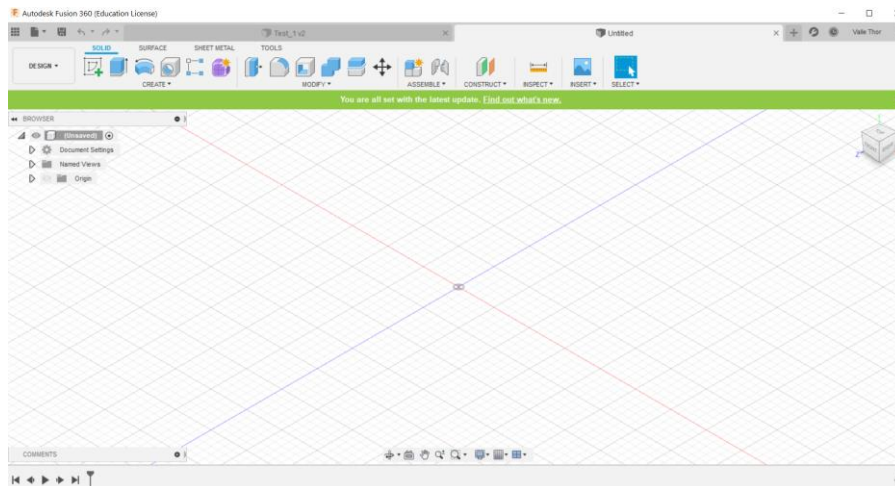 Autodesk Fusion 360 (Education License)
Test_1 v2
Untitled
Valle Thor
SOLID SURFACE SHEET METAL TOOLS
DESIGN
CREATE MODIFY ASSEMBLE CONSTRUCT INSPECT INSERT SELECT
You are all set with the latest update. Find out what's new.
BROWSER
(Unsaved)
Document Settings
Named Views
Origin
Z
COMMENTS